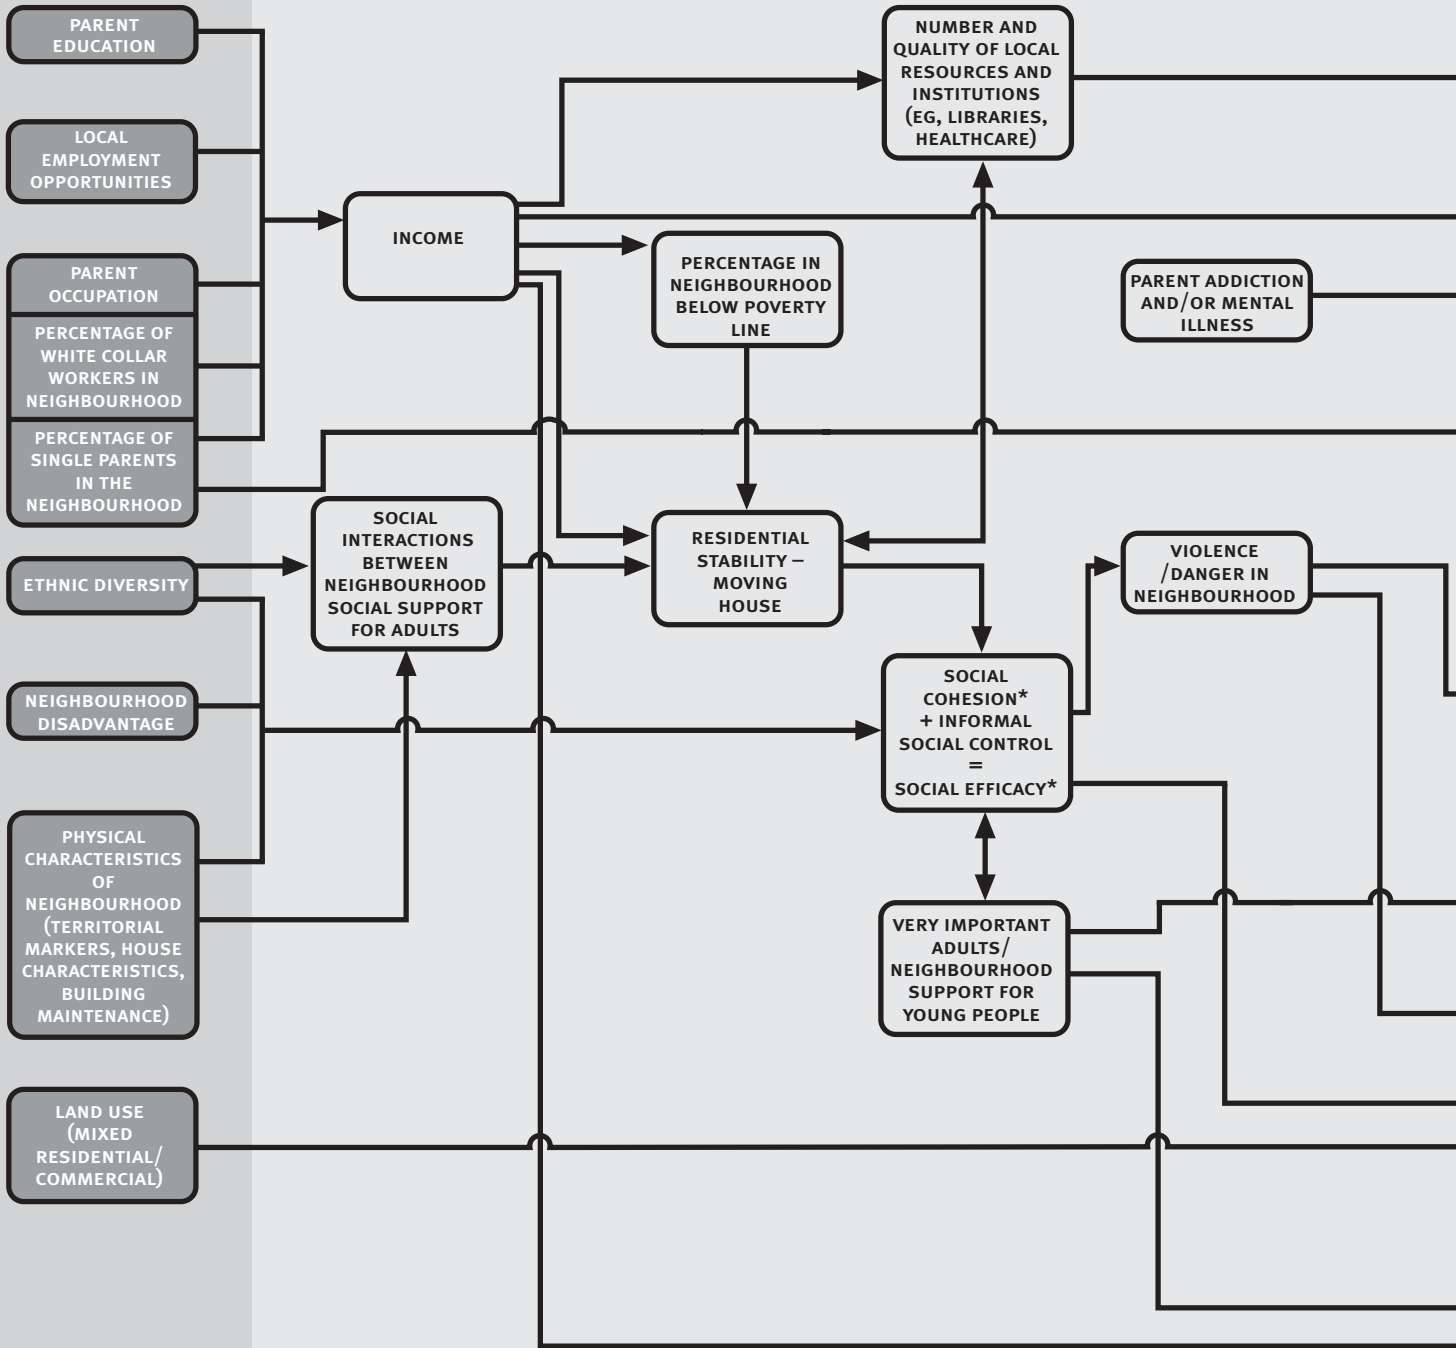 PARENT
EDUCATION
LOCAL
EMPLOYMENT
OPPORTUNITIES
PARENT
OCCUPATION
PERCENTAGE OF
WHITE COLLAR
WORKERS IN
NEIGHBOURHOOD
PERCENTAGE OF
SINGLE PARENTS
IN THE
NEIGHBOURHOOD
ETHNIC DIVERSITY
NEIGHBOURHOOD
DISADVANTAGE
PHYSICAL
CHARACTERISTICS
OF
NEIGHBOURHOOD
(TERRITORIAL
MARKERS, HOUSE
CHARACTERISTICS,
BUILDING
MAINTENANCE)
LAND USE
(MIXED
RESIDENTIAL/
COMMERCIAL)
INCOME
SOCIAL
INTERACTIONS
BETWEEN
NEIGHBOURHOOD
SOCIAL SUPPORT
FOR ADULTS
PERCENTAGE IN
NEIGHBOURHOOD
BELOW POVERTY
LINE
RESIDENTIAL
STABILITY –
MOVING
HOUSE
NUMBER AND
QUALITY OF LOCAL
RESOURCES AND
INSTITUTIONS
(EG, LIBRARIES,
HEALTHCARE)
SOCIAL
COHESION*
+ INFORMAL
SOCIAL CONTROL
=
SOCIAL EFFICACY*
VERY IMPORTANT
ADULTS/
NEIGHBOURHOOD
SUPPORT FOR
YOUNG PEOPLE
PARENT ADDICTION
AND/OR MENTAL
ILLNESS
VIOLENCE
/DANGER IN
NEIGHBOURHOOD